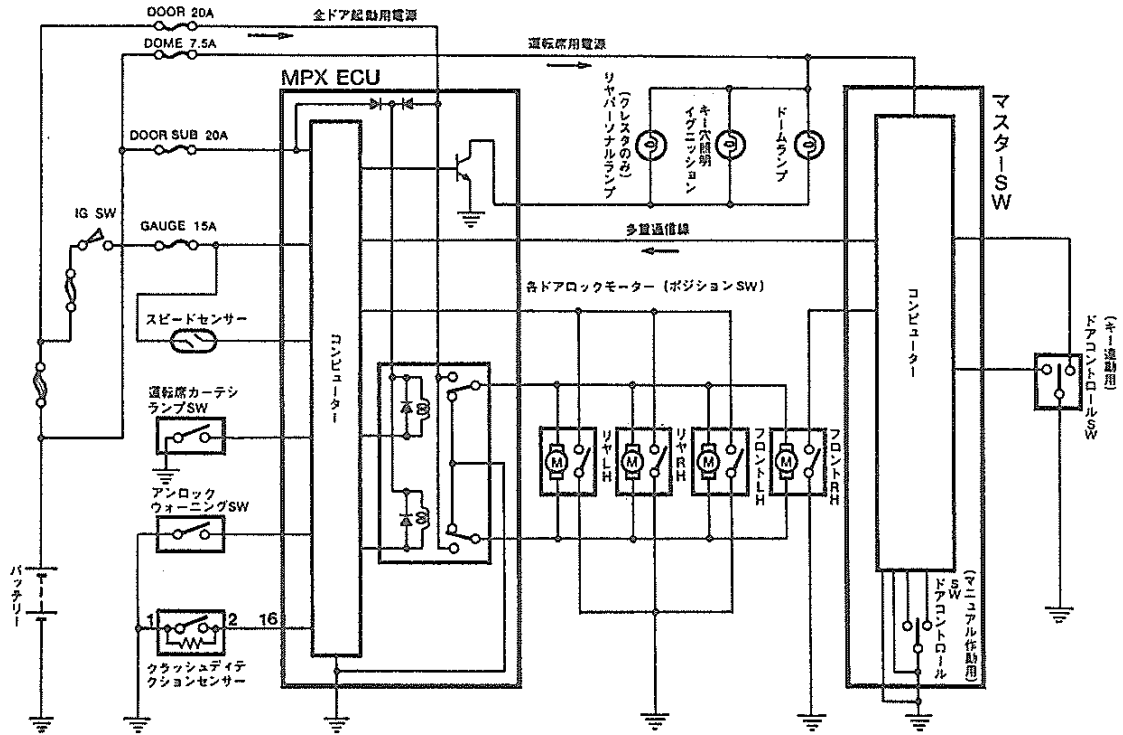 DOOR 20A
全ドア起動用電源
DOME 7.5A
運転席用電源
MPX ECU
DOOR SUB 20A
リヤパーソナルランプ
(クレスタのみ)
イグニッション
キー穴照明
ドームランプ
マスターSW
IG SW
GAUGE 15A
多重通信線
各ドアロックモーター (ポジションSW)
スピードセンサー
コンピューター
コンピューター
ドアコントロールSW
(キー連動用)
運転席カーテシ
ランプSW
M
リヤLH
M
リヤRH
M
フロントLH
M
フロントRH
アンロック
ウォーニングSW
バッテリー
1
2
16
クラッシュディテ
クションセンサー
ドアコントロール
SW
(マニュアル作動用)